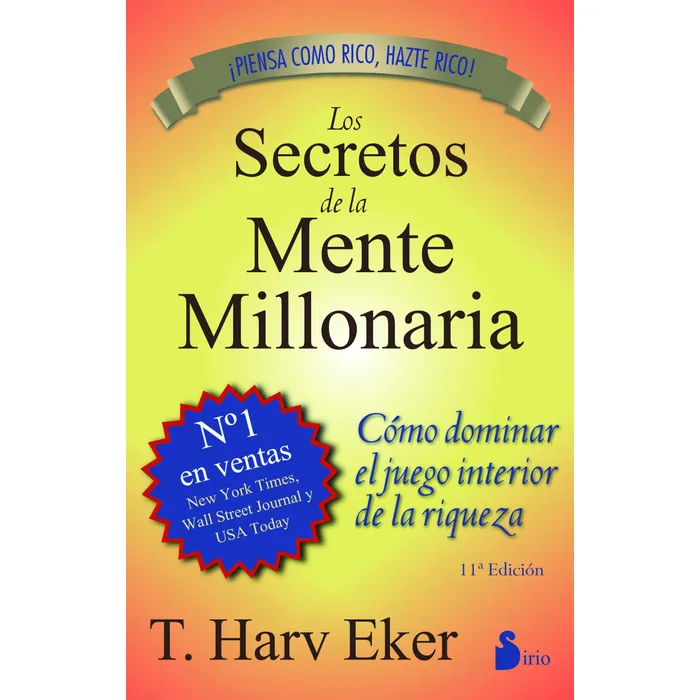 ¡PIENSA COMO RICO, HAZTE RICO!
Los
Secretos
de la
Mente
Millonaria
Nº1
en ventas
New York Times,
Wall Street Journal y
USA Today
Cómo dominar
el juego interior
de la riqueza
11ª Edición
T. Harv Eker
Sirio